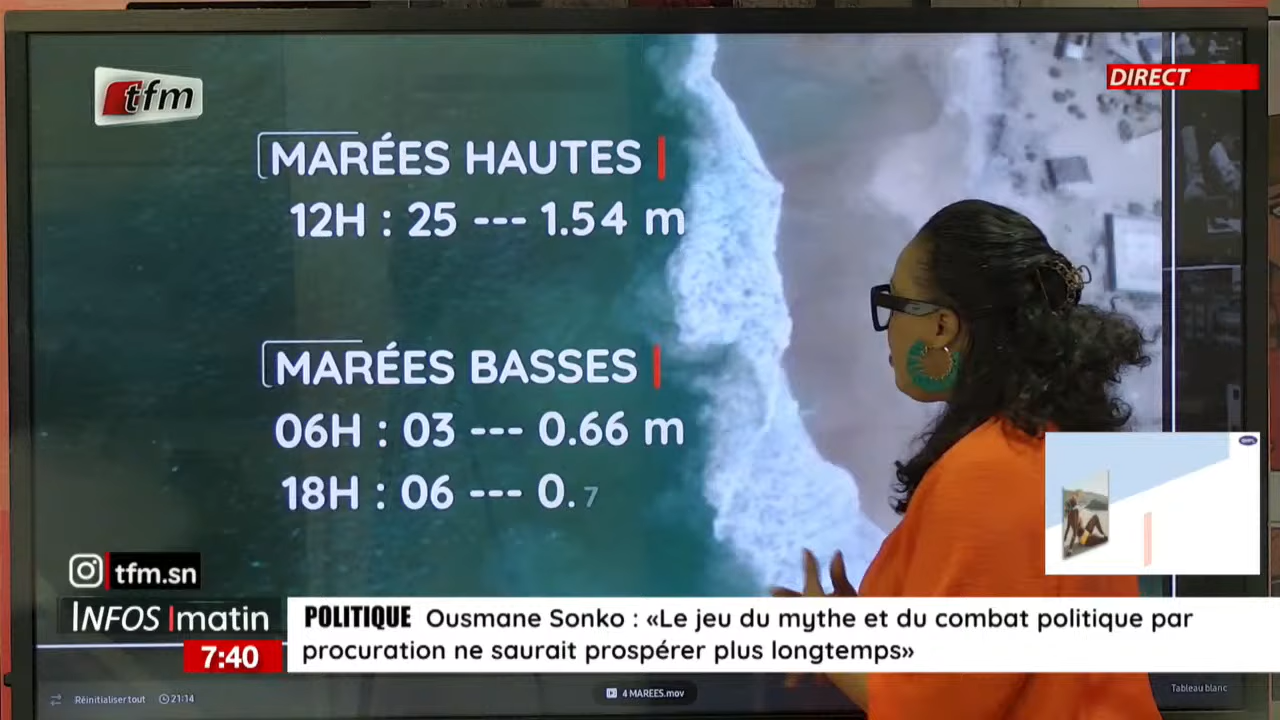 tfm
DIRECT
MARÉES HAUTES
12H : 25 --- 1.54 m
MARÉES BASSES
06H : 03 --- 0.66 m
18H : 06 --- 0.7
tfm.sn
INFOS matin
7:40
POLITIQUE Ousmane Sonko : «Le jeu du mythe et du combat politique par
procuration ne saurait prospérer plus longtemps»
Réinitialiser tout 21:14
4 MAREES.mov
Tableau blanc